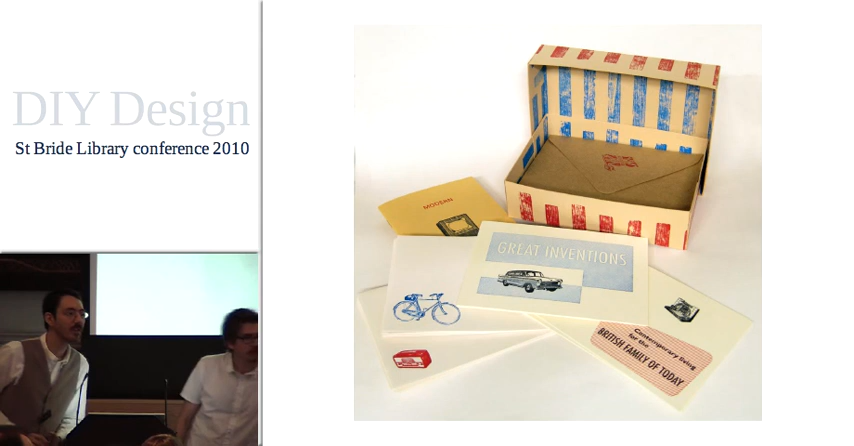 DIY Design
St Bride Library conference 2010
MODERN
GREAT INVENTIONS
Contemporary living
for the
BRITISH FAMILY OF TODAY